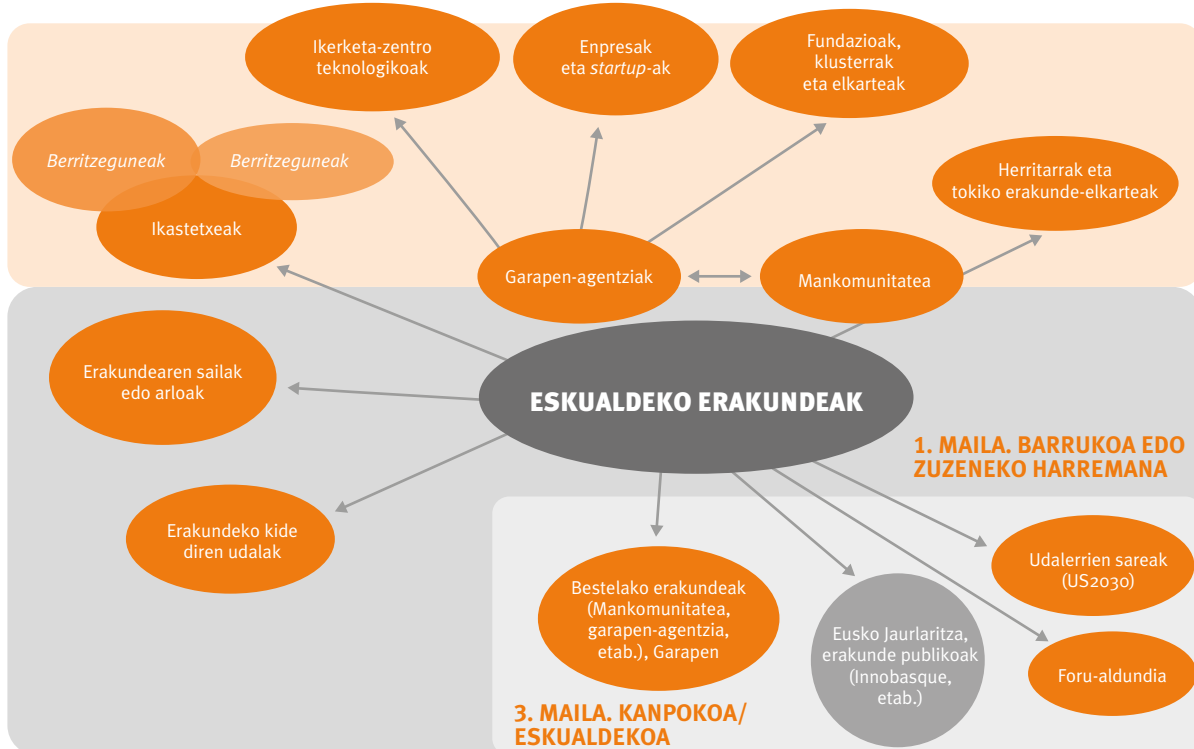 Ikerketa-zentro
teknologikoak
Enpresak
eta startup-ak
Fundazioak,
klusterrak
eta elkarteak
Berritzeguneak
Berritzeguneak
Ikastetxeak
Herritarrak eta
tokiko erakunde-elkarteak
Garapen-agentziak
Mankomunitatea
Erakundearen sailak
edo arloak
ESKUALDEKO ERAKUNDEAK
1. MAILA. BARRUKOA EDO
ZUZENEKO HARREMANA
Erakundeko kide
diren udalak
Bestelako erakundeak
(Mankomunitatea,
garapen-agentzia,
etab.), Garapen
Eusko Jaurlaritza,
erakunde publikoak
(Innobasque,
etab.)
Udalerrien sareak
(US2030)
Foru-aldundia
3. MAILA. KANPOKOA/
ESKUALDEKOA